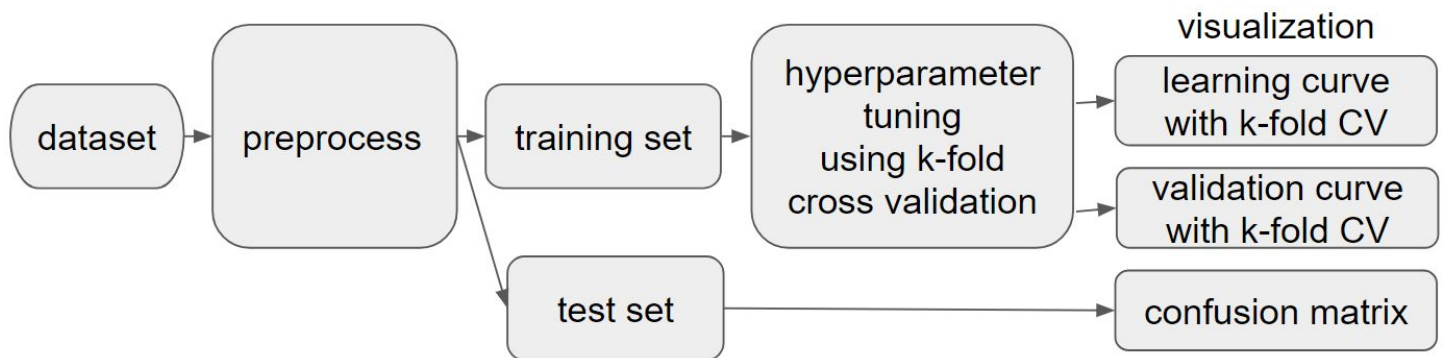 visualization
dataset
preprocess
training set
hyperparameter
tuning
using k-fold
cross validation
learning curve
with k-fold CV
validation curve
with k-fold CV
test set
confusion matrix